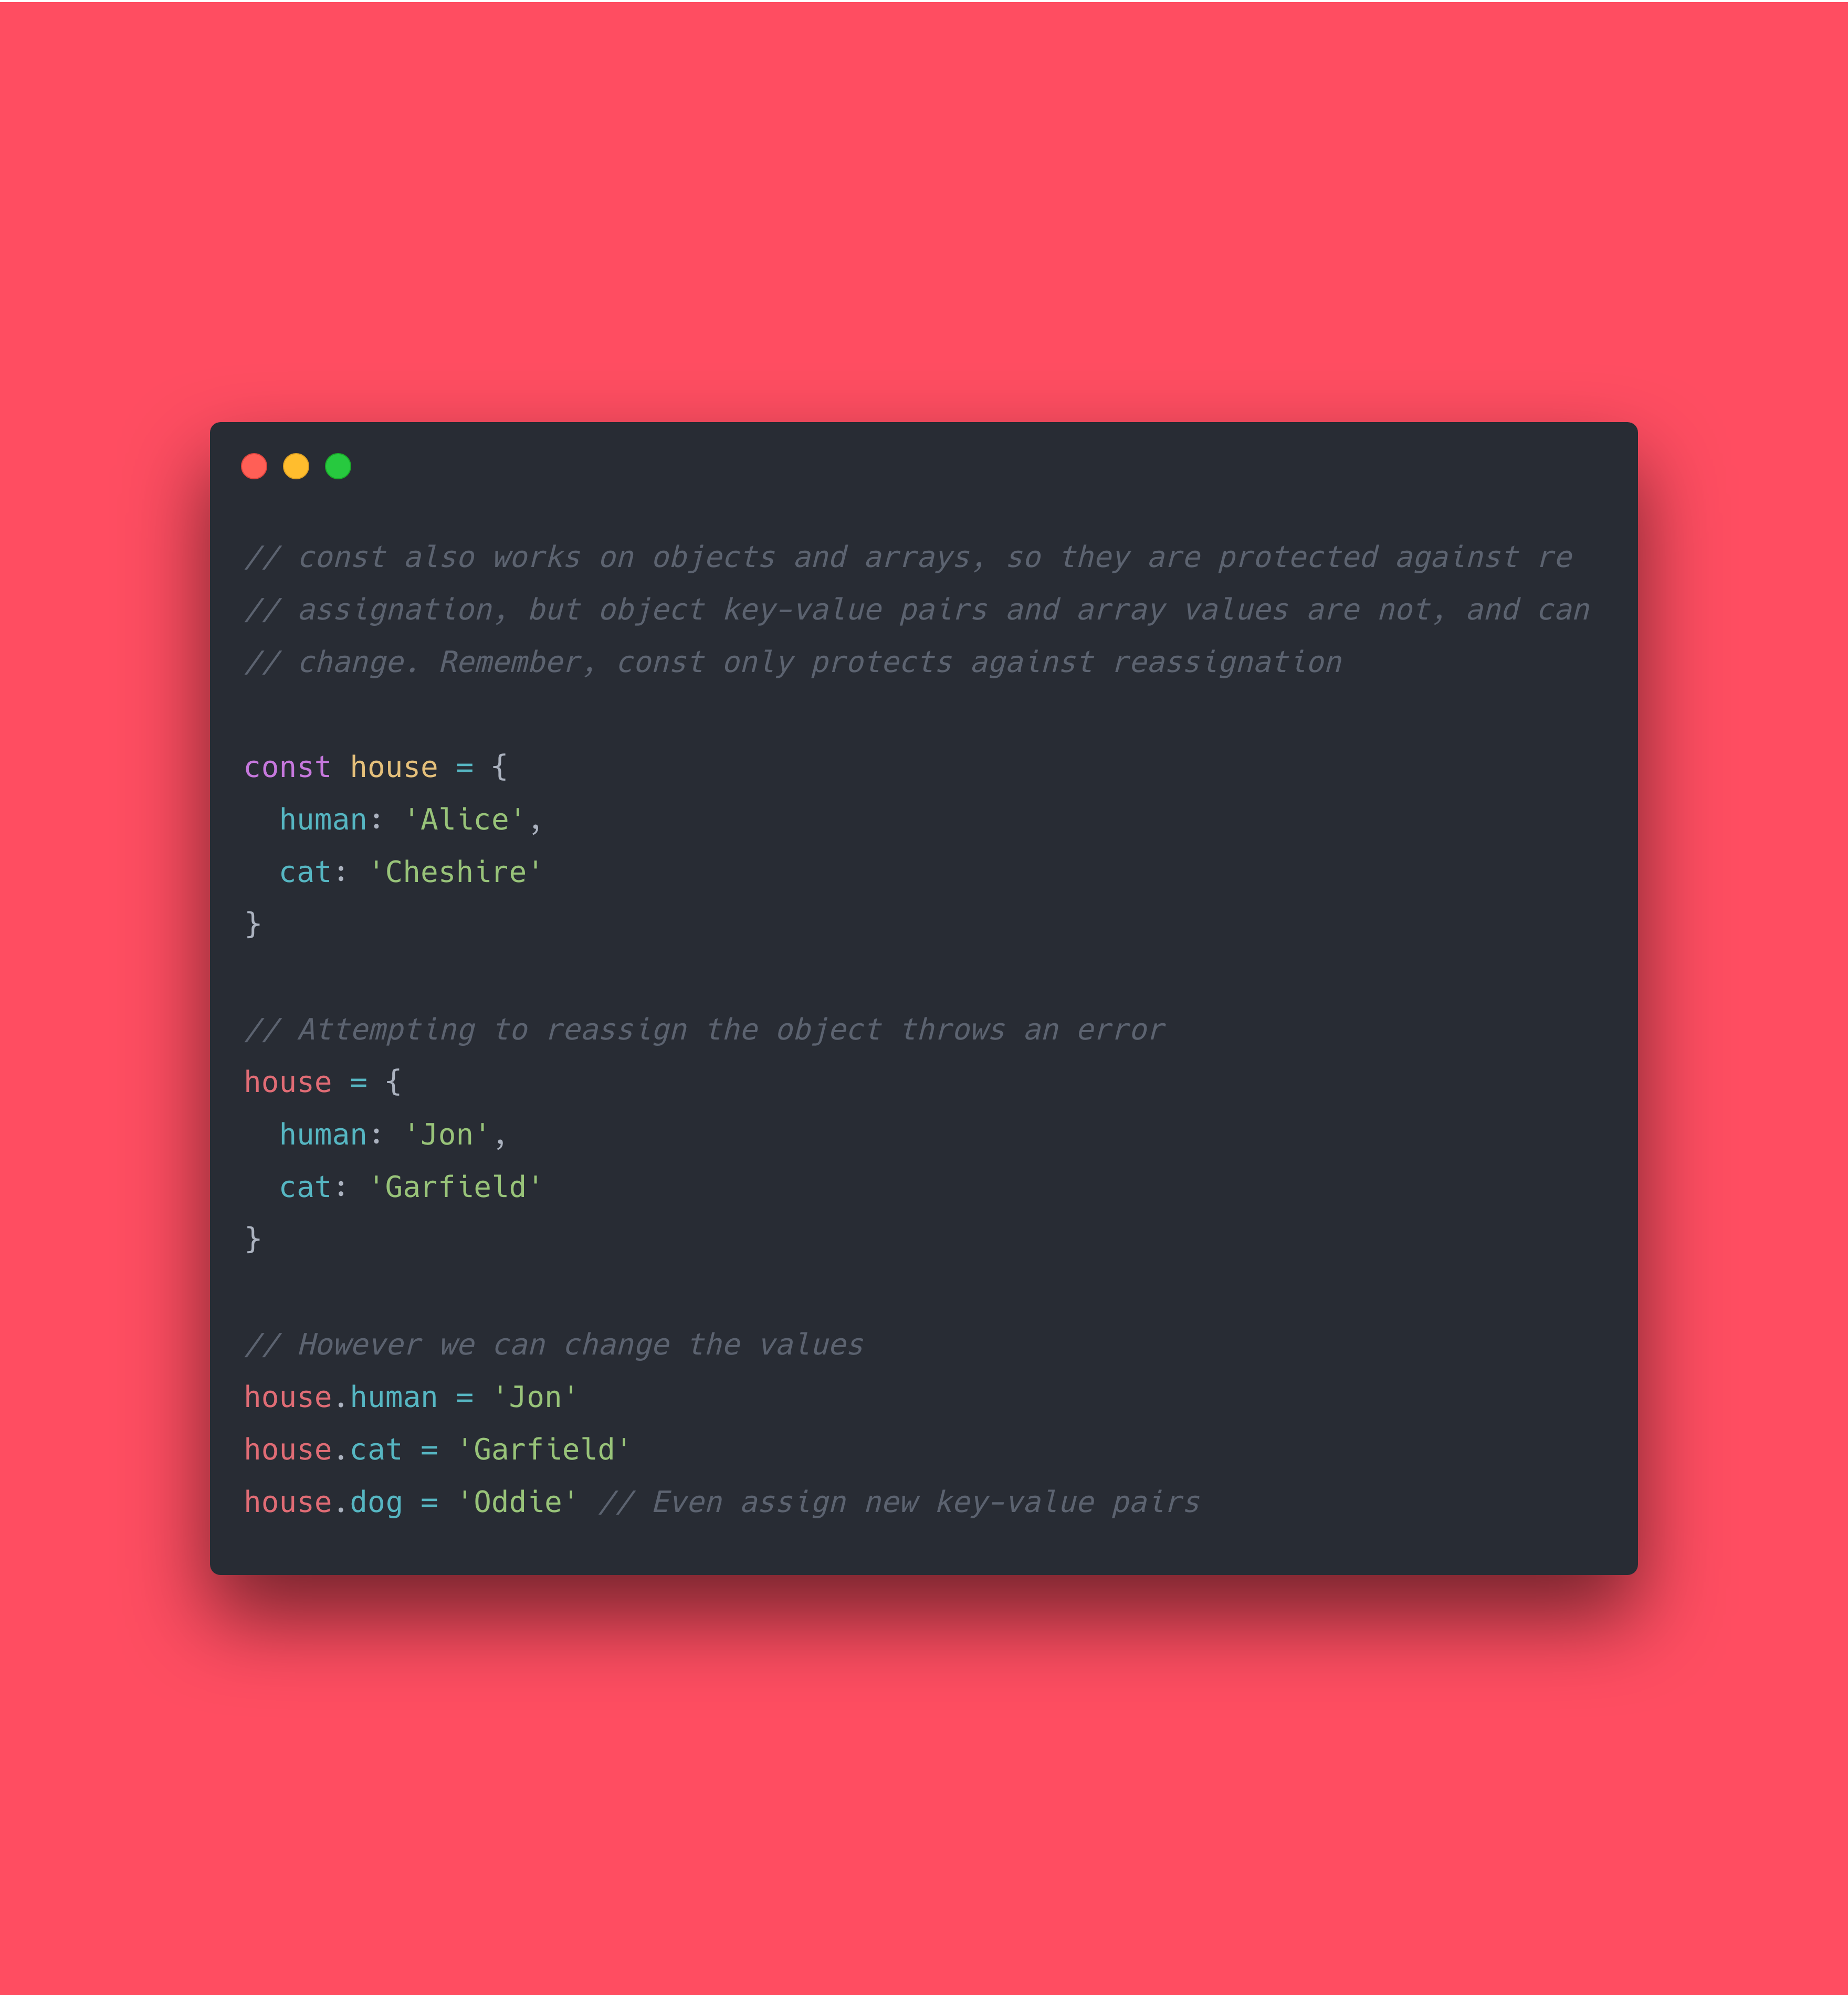 // const also works on objects and arrays, so they are protected against re
// assignation, but object key-value pairs and array values are not, and can
// change. Remember, const only protects against reassignation
const house = {
  human: 'Alice',
  cat: 'Cheshire'
}
// Attempting to reassign the object throws an error
house = {
  human: 'Jon',
  cat: 'Garfield'
}
// However we can change the values
house.human = 'Jon'
house.cat = 'Garfield'
house.dog = 'Oddie' // Even assign new key-value pairs